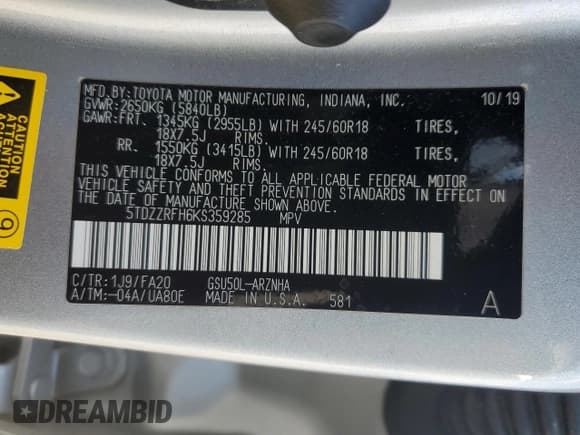 MFD.BY:TOYOTA MOTOR MANUFACTURING, INDIANA, INC. 10/19
GVWR:2650KG (5840LB)
GAWR:FRT. 1345KG (2955LB) WITH 245/60R18 TIRES,
18X7.5J RIMS.
RR. 1550KG (3415LB) WITH 245/60R18 TIRES,
18X7.5J RIMS.
THIS VEHICLE CONFORMS TO ALL APPLICABLE FEDERAL MOTOR
VEHICLE SAFETY AND THEFT PREVENTION STANDARDS IN EFFECT ON
THE DATE OF MANUFACTURE SHOWN ABOVE.
5TDZZRFH6KS359285 MPV
C/TR:1J9/FA20 GSU50L-ARZNHA
A/TM:-04A/UA80E MADE IN U.S.A. 581 A
CAUTION
ATTENTION
9
DREAMBID